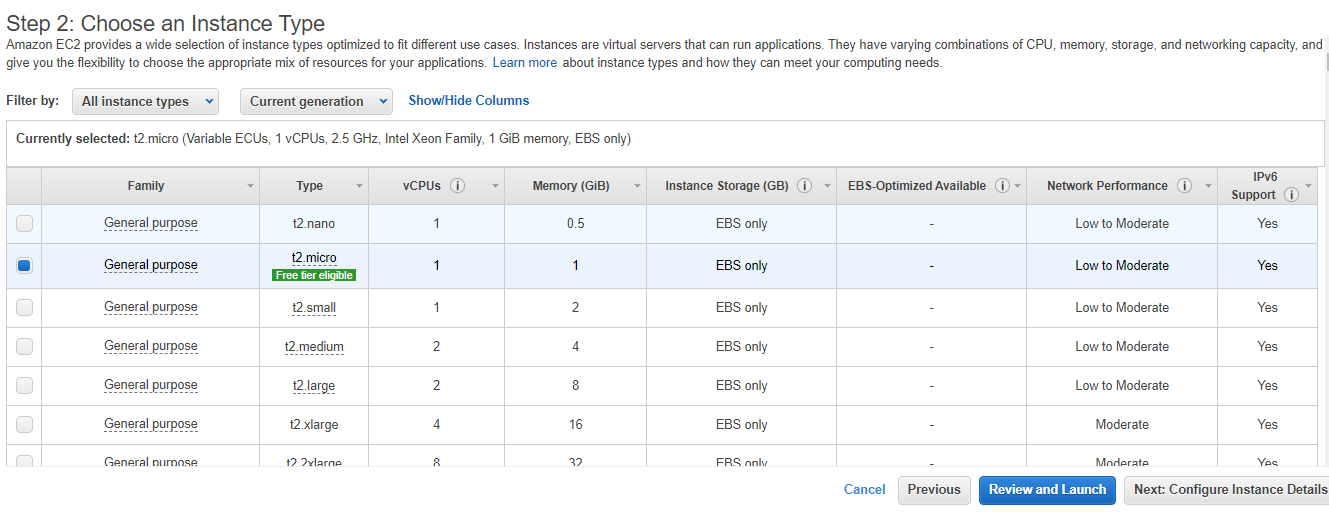 Step 2: Choose an Instance Type
Amazon EC2 provides a wide selection of instance types optimized to fit different use cases. Instances are virtual servers that can run applications. They have varying combinations of CPU, memory, storage, and networking capacity, and
give you the flexibility to choose the appropriate mix of resources for your applications. Learn more about instance types and how they can meet your computing needs.
Filter by: All instance types Current generation Show/Hide Columns
Currently selected: t2.micro (Variable ECUs, 1 vCPUs, 2.5 GHz, Intel Xeon Family, 1 GiB memory, EBS only)
Family Type vCPUs i Memory (GiB) Instance Storage (GB) i EBS-Optimized Available i Network Performance i IPv6 Support i
General purpose t2.nano 1 0.5 EBS only - Low to Moderate Yes
General purpose t2.micro Free tier eligible 1 1 EBS only - Low to Moderate Yes
General purpose t2.small 1 2 EBS only - Low to Moderate Yes
General purpose t2.medium 2 4 EBS only - Low to Moderate Yes
General purpose t2.large 2 8 EBS only - Low to Moderate Yes
General purpose t2.xlarge 4 16 EBS only - Moderate Yes
General purpose t2.2xlarge 8 32 EBS only - Moderate Yes
Cancel Previous Review and Launch Next: Configure Instance Details